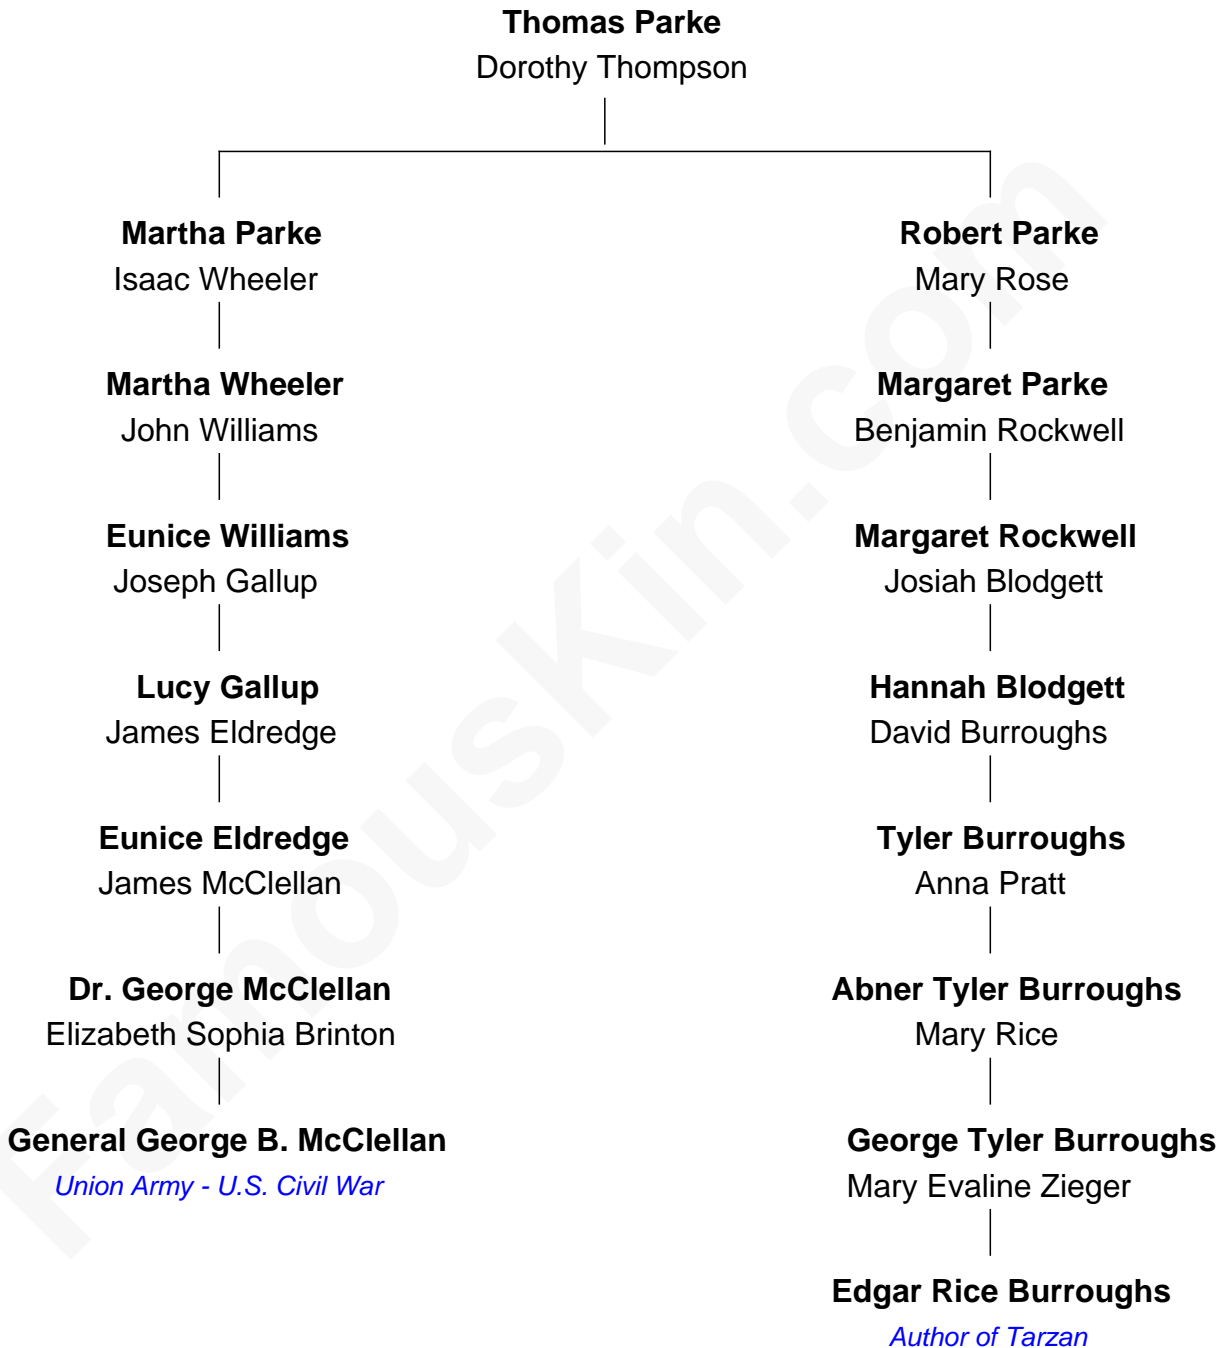 Thomas Parke
Dorothy Thompson
Martha Parke
Isaac Wheeler
Robert Parke
Mary Rose
Martha Wheeler
John Williams
Margaret Parke
Benjamin Rockwell
Eunice Williams
Joseph Gallup
Margaret Rockwell
Josiah Blodgett
Lucy Gallup
James Eldredge
Hannah Blodgett
David Burroughs
Eunice Eldredge
James McClellan
Tyler Burroughs
Anna Pratt
Dr. George McClellan
Elizabeth Sophia Brinton
Abner Tyler Burroughs
Mary Rice
General George B. McClellan
Union Army - U.S. Civil War
George Tyler Burroughs
Mary Evaline Zieger
Edgar Rice Burroughs
Author of Tarzan
FamousKin.com